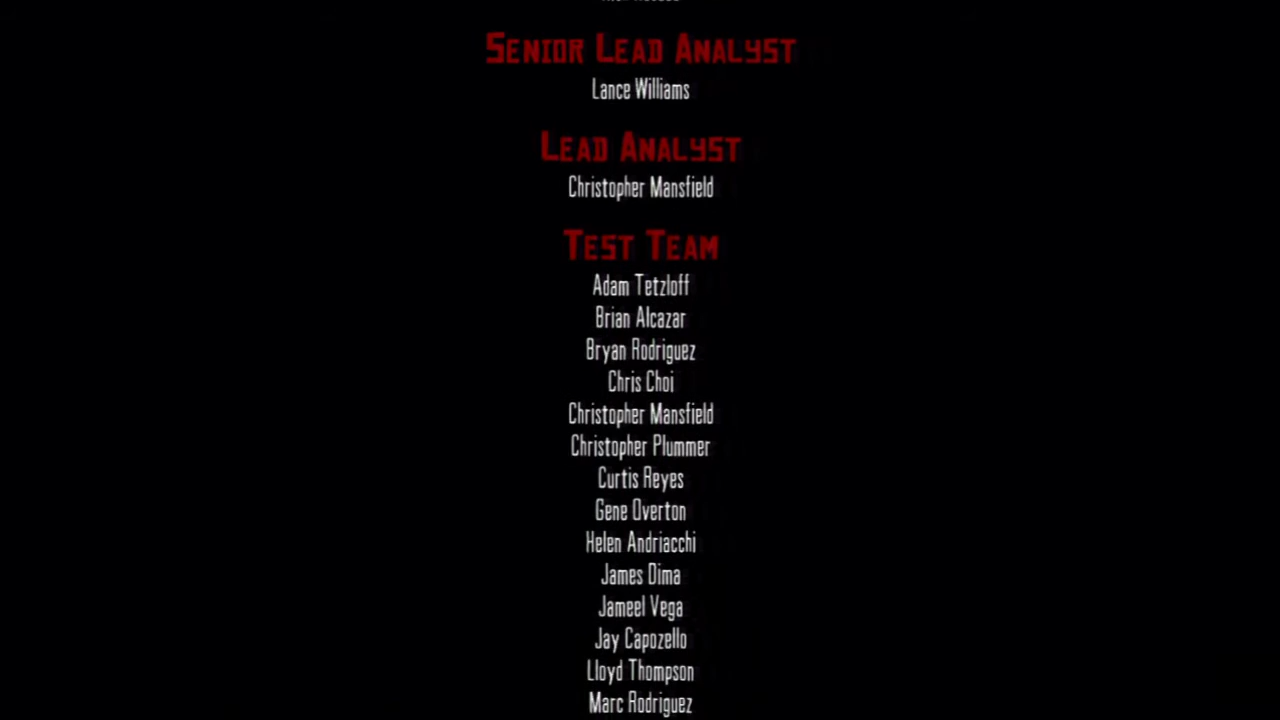 Senior Lead Analyst
Lance Williams
Lead Analyst
Christopher Mansfield
Test Team
Adam Tetzloff
Brian Alcazar
Bryan Rodriguez
Chris Choi
Christopher Mansfield
Christopher Plummer
Curtis Reyes
Gene Overton
Helen Andriacchi
James Dima
Jameel Vega
Jay Capozello
Lloyd Thompson
Marc Rodriguez